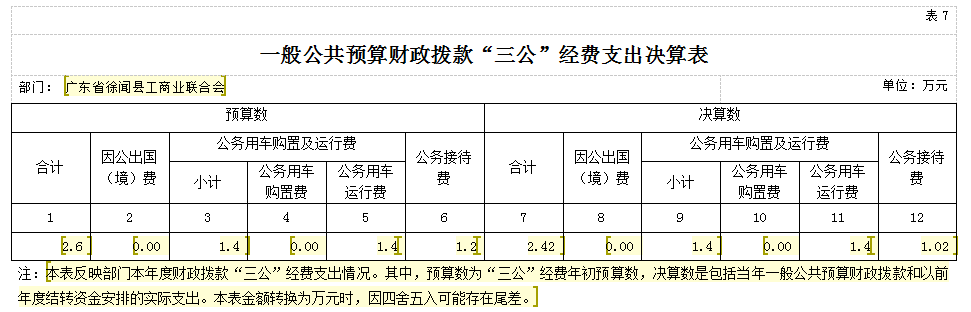 表 7
一般公共预算财政拨款“三公”经费支出决算表
部门： 广东省徐闻县工商业联合会 单位：万元
预算数 决算数
合计 因公出国（境）费 公务用车购置及运行费 公务接待费 合计 因公出国（境）费 公务用车购置及运行费 公务接待费
小计 公务用车购置费 公务用车运行费 小计 公务用车购置费 公务用车运行费
1 2 3 4 5 6 7 8 9 10 11 12
2.6 0.00 1.4 0.00 1.4 1.2 2.42 0.00 1.4 0.00 1.4 1.02
注：本表反映部门本年度财政拨款“三公”经费支出情况。其中，预算数为“三公”经费年初预算数，决算数是包括当年一般公共预算财政拨款和以前
年度结转资金安排的实际支出。本表金额转换为万元时，因四舍五入可能存在尾差。